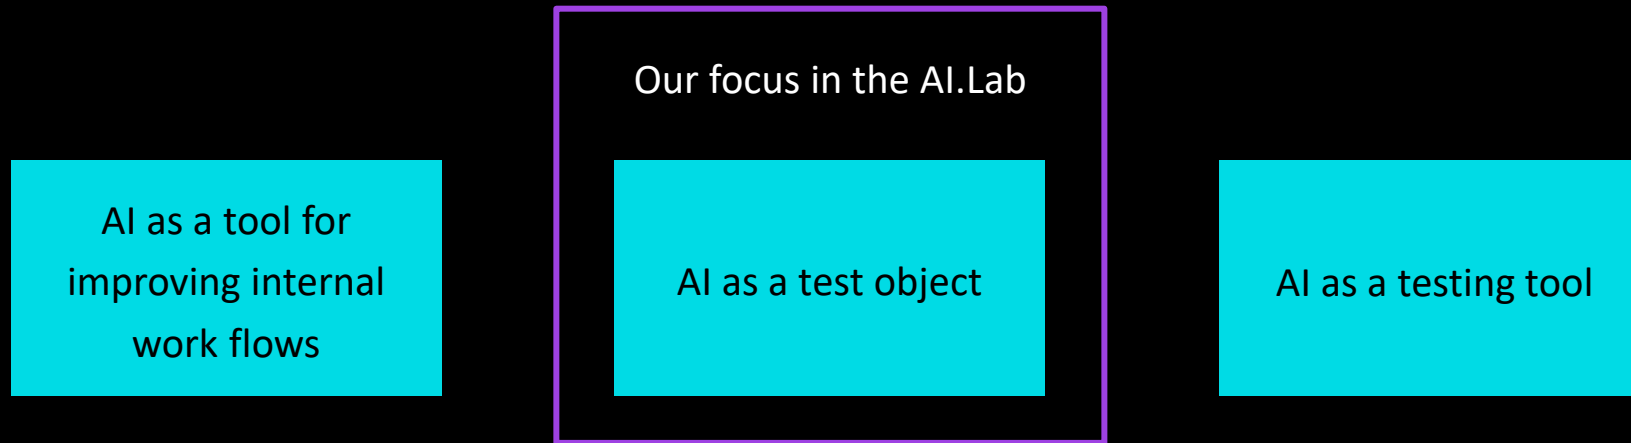 Our focus in the AI.Lab
AI as a tool for
improving internal
work flows
AI as a test object
AI as a testing tool